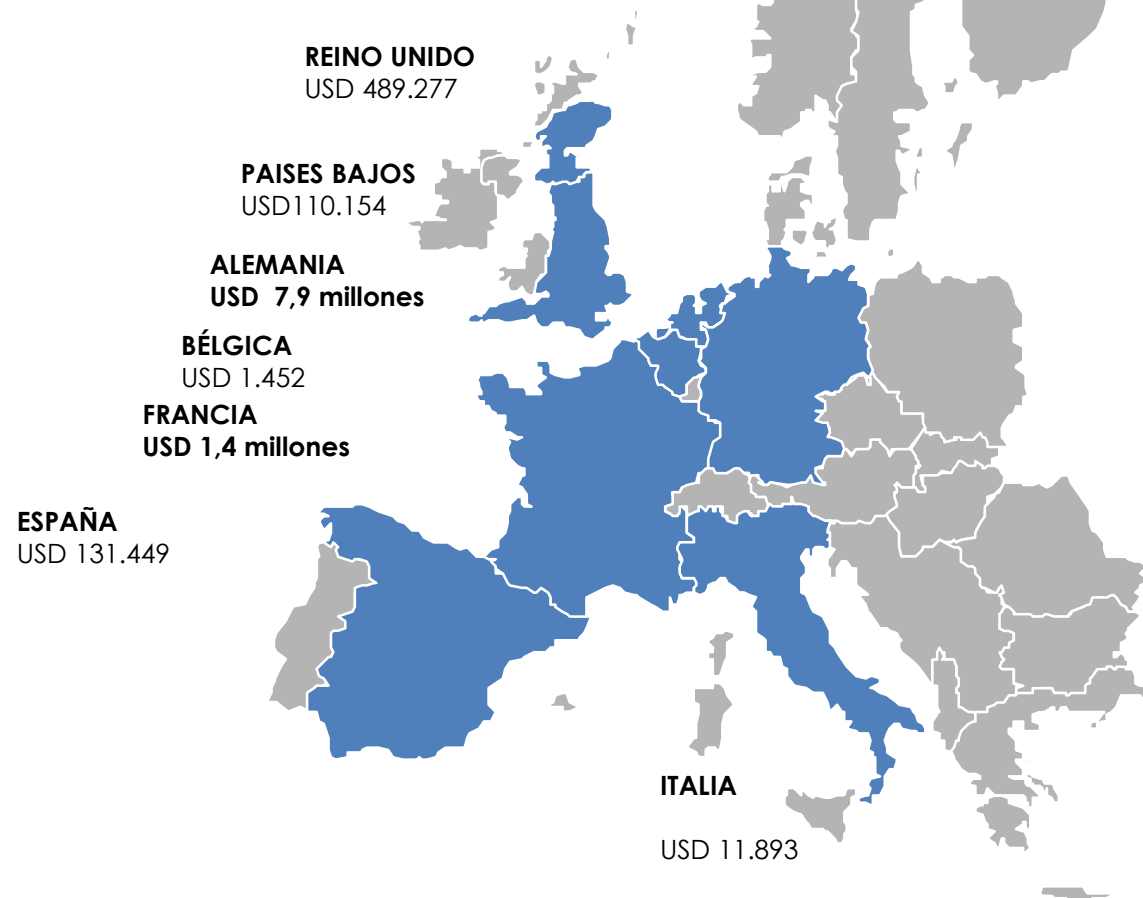 REINO UNIDO
USD 489.277
PAISES BAJOS
USD110.154
ALEMANIA
USD  7,9 millones
BÉLGICA
USD 1.452
FRANCIA
USD 1,4 millones
ESPAÑA
USD 131.449
ITALIA
USD 11.893